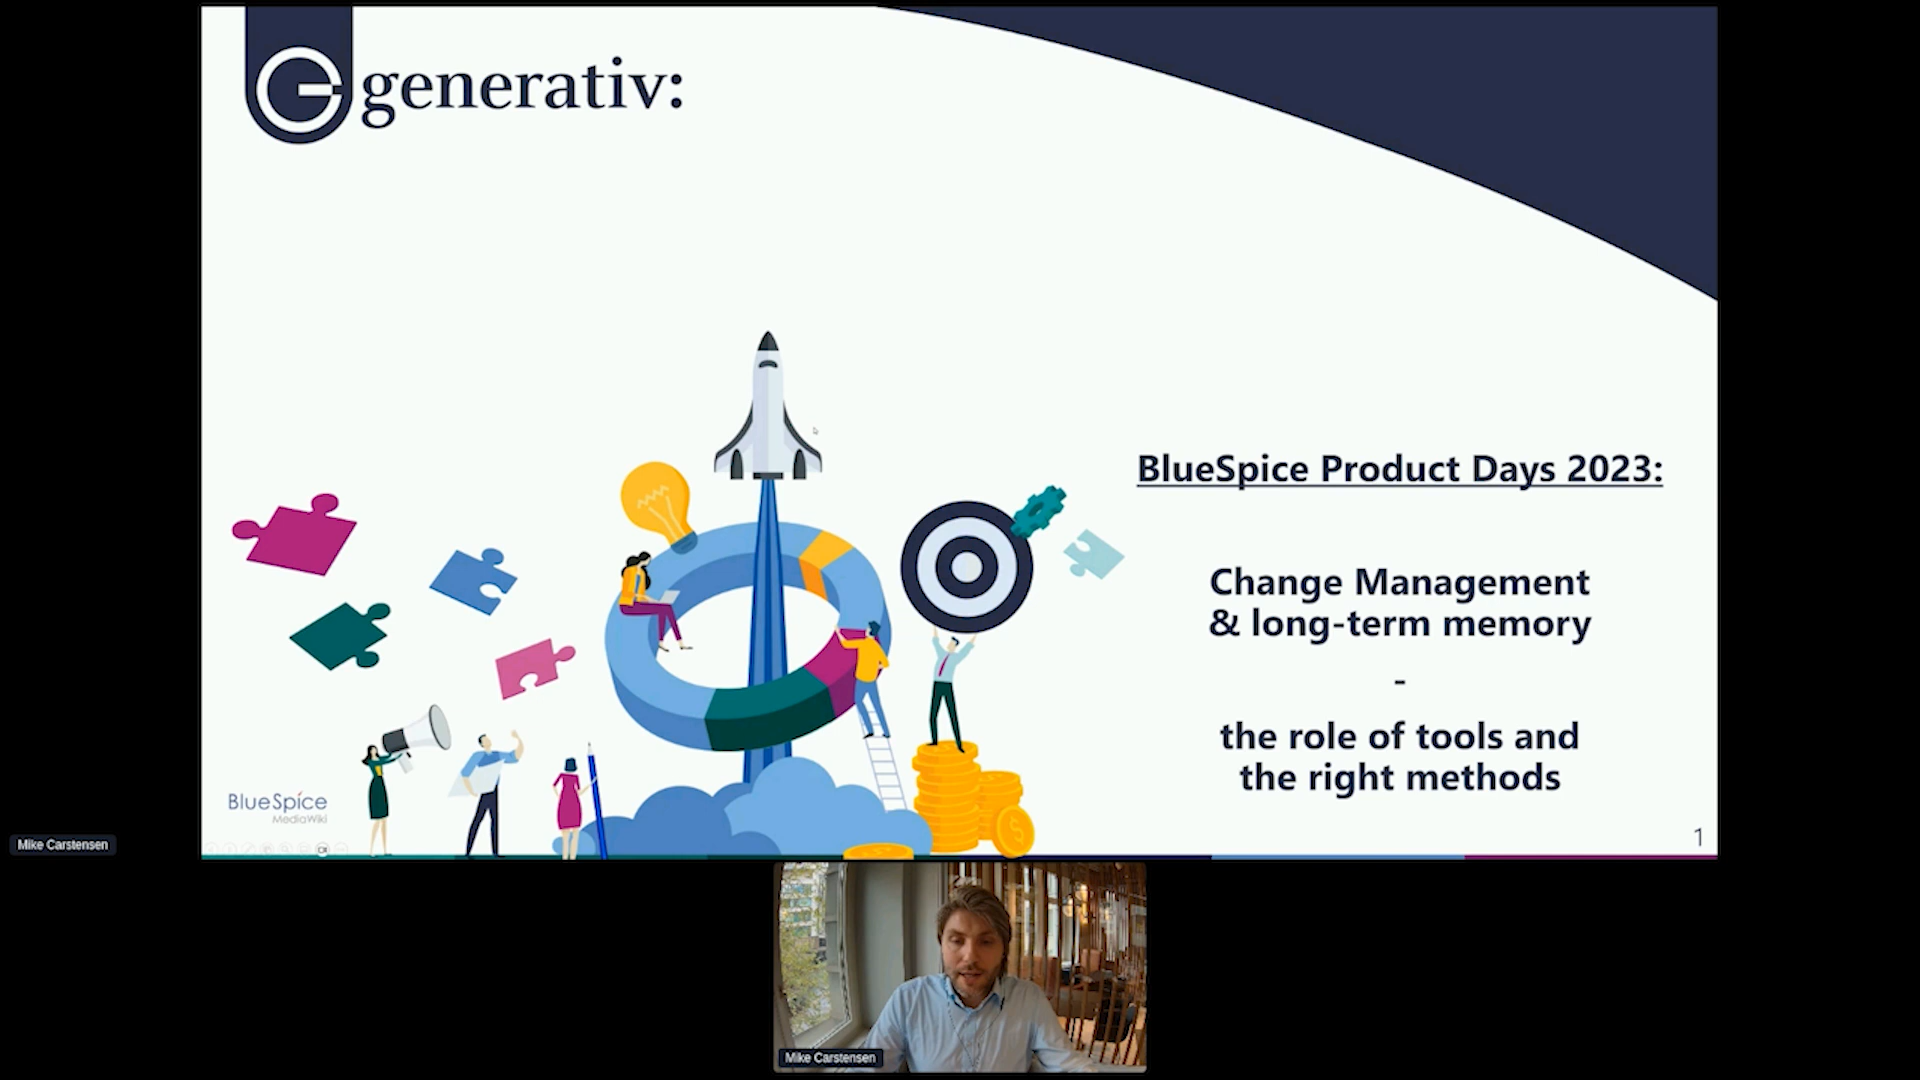 generativ:
BlueSpice Product Days 2023:
Change Management
& long-term memory
-
the role of tools and
the right methods
BlueSpice
MediaWiki
1
Mike Carstensen
Mike Carstensen